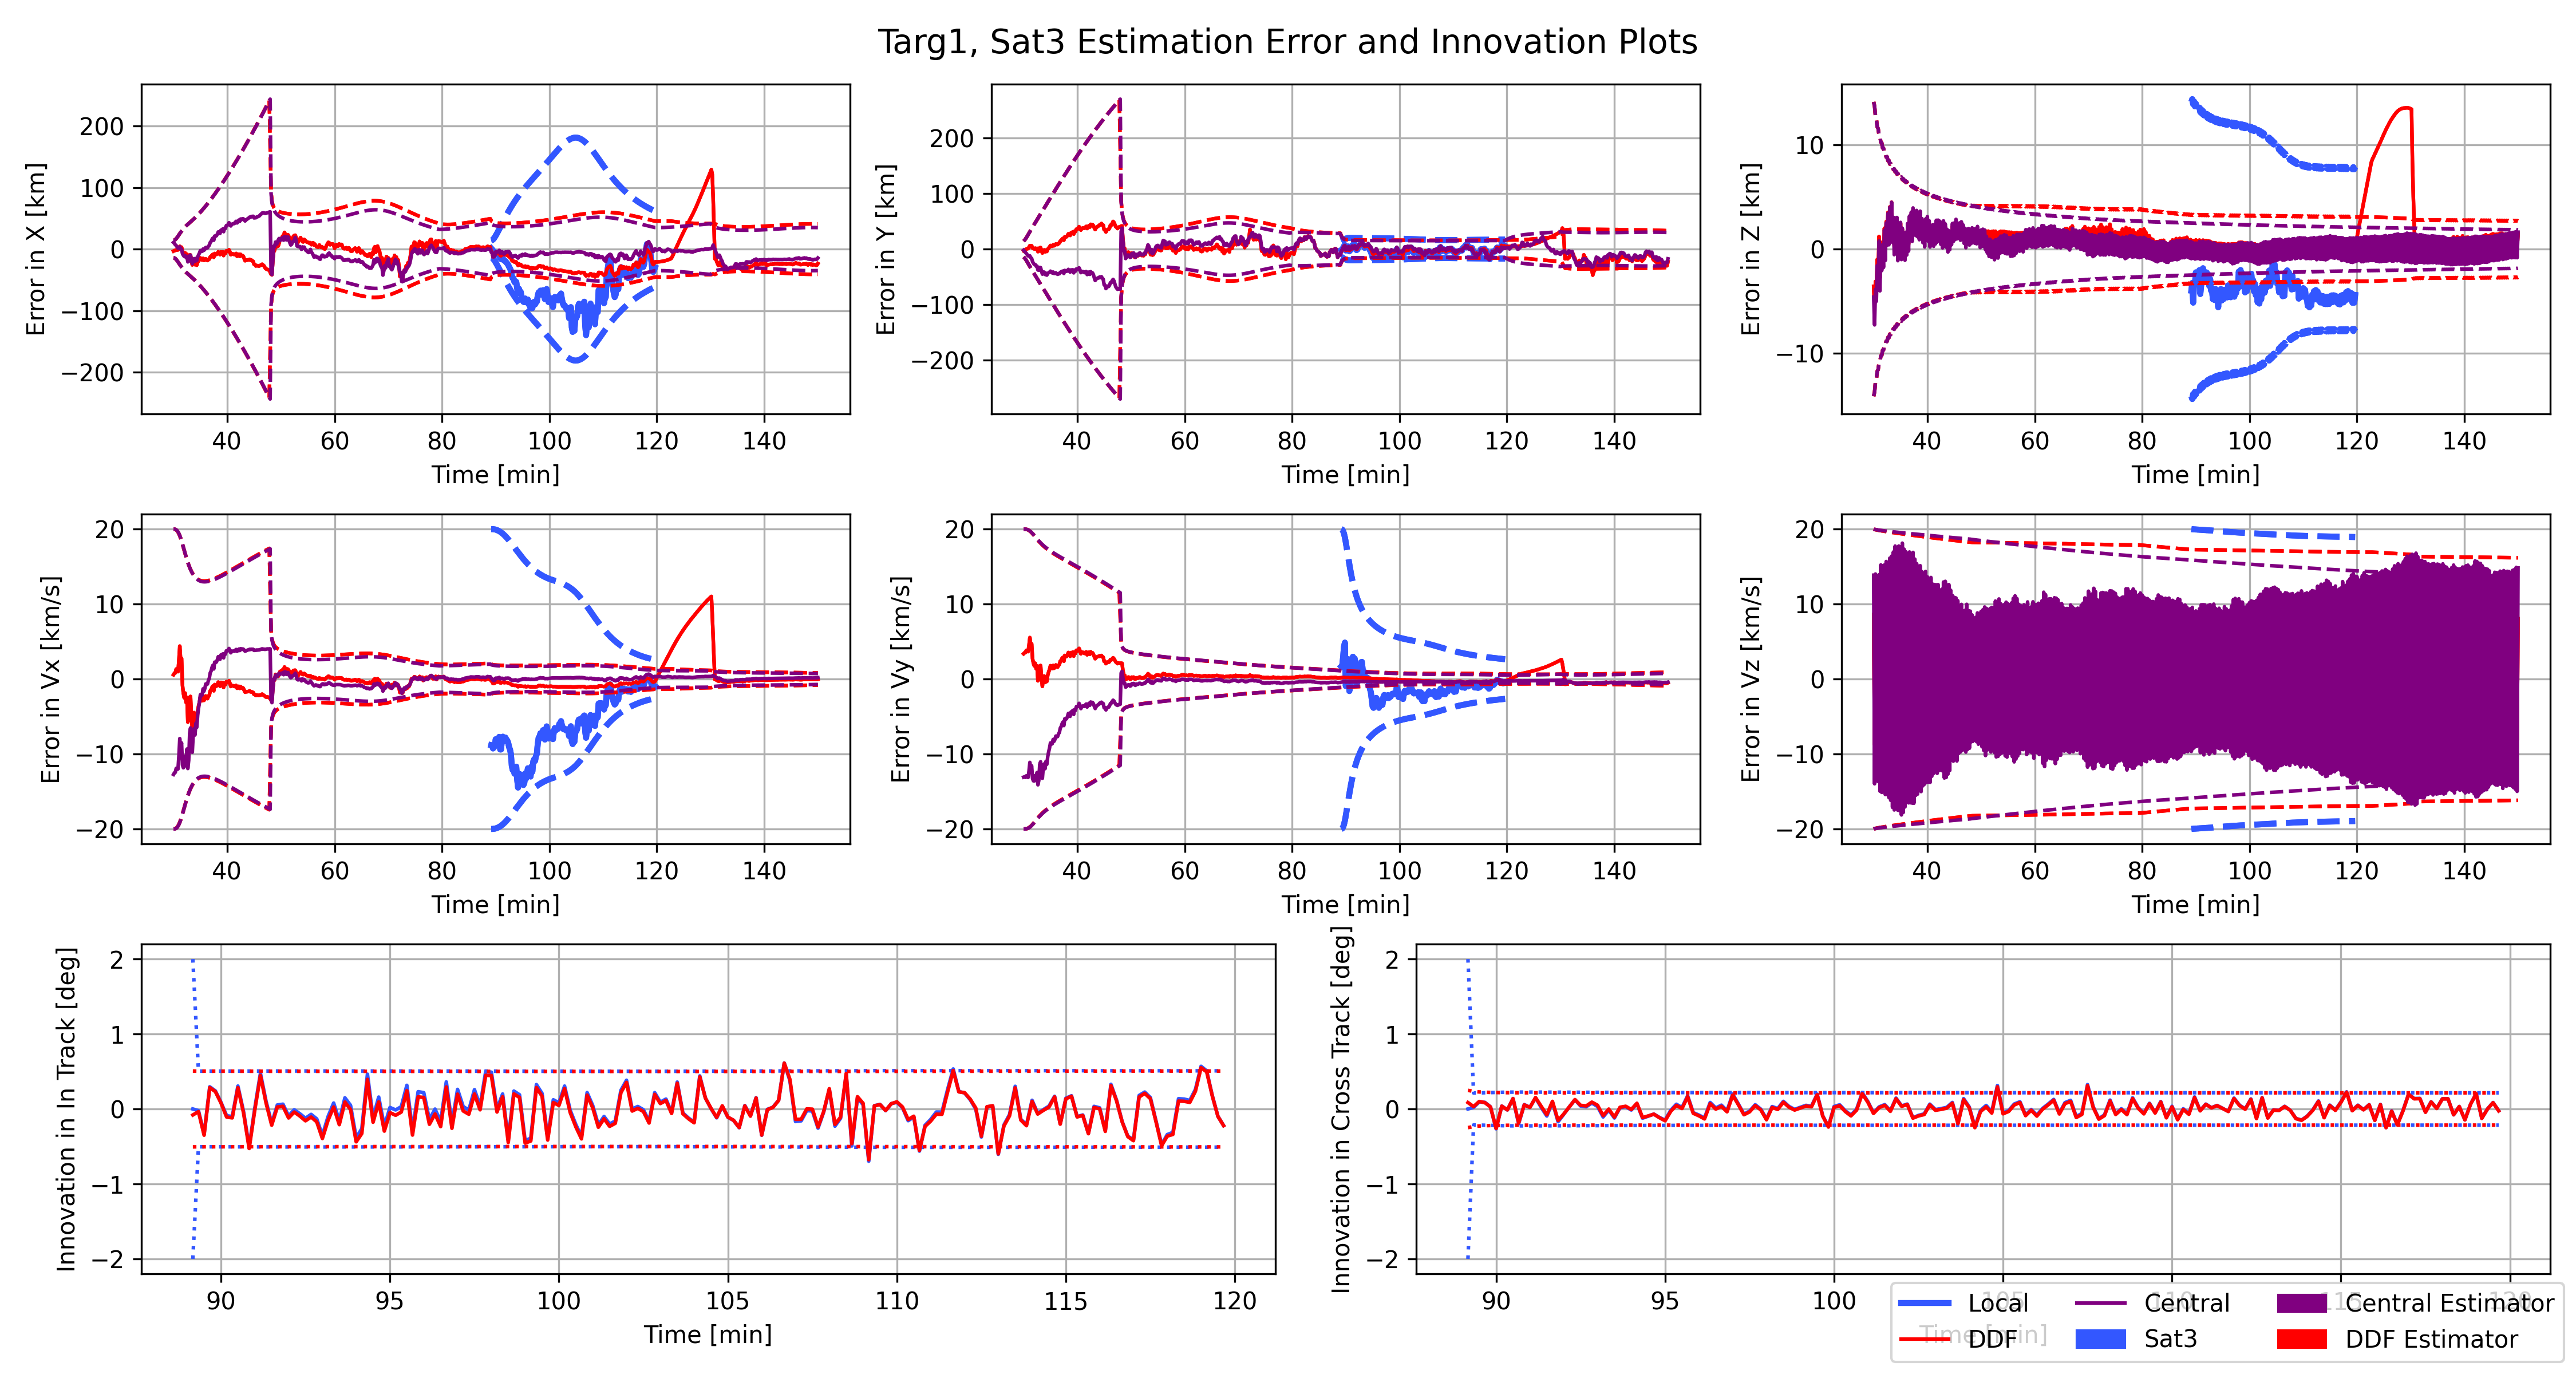 Targ1, Sat3 Estimation Error and Innovation Plots
Error in X [km]
200
100
0
−100
−200
40 60 80 100 120 140
Time [min]
Error in Y [km]
200
100
0
−100
−200
40 60 80 100 120 140
Time [min]
Error in Z [km]
10
0
−10
40 60 80 100 120 140
Time [min]
Error in Vx [km/s]
20
10
0
−10
−20
40 60 80 100 120 140
Time [min]
Error in Vy [km/s]
20
10
0
−10
−20
40 60 80 100 120 140
Time [min]
Error in Vz [km/s]
20
10
0
−10
−20
40 60 80 100 120 140
Time [min]
Innovation in In Track [deg]
2
1
0
−1
−2
90 95 100 105 110 115 120
Time [min]
Innovation in Cross Track [deg]
2
1
0
−1
−2
90 95 100 105 110 115 120
Time [min]
Local Central Central Estimator
DDF Sat3 DDF Estimator